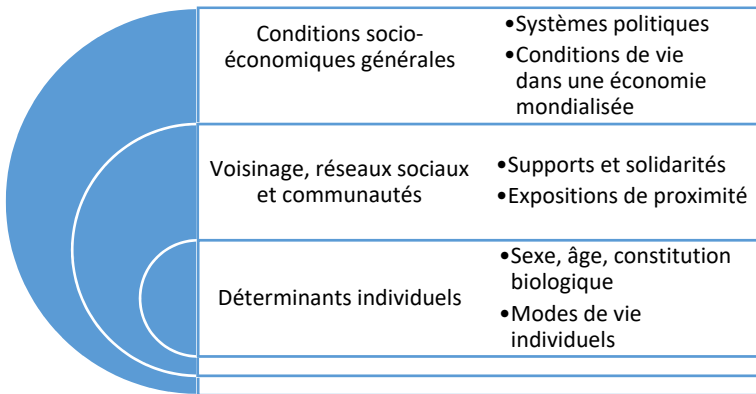 Conditions socio-
économiques générales
•Systèmes politiques
•Conditions de vie
dans une économie
mondialisée
Voisinage, réseaux sociaux
et communautés
•Supports et solidarités
•Expositions de proximité
Déterminants individuels
•Sexe, âge, constitution
biologique
•Modes de vie
individuels